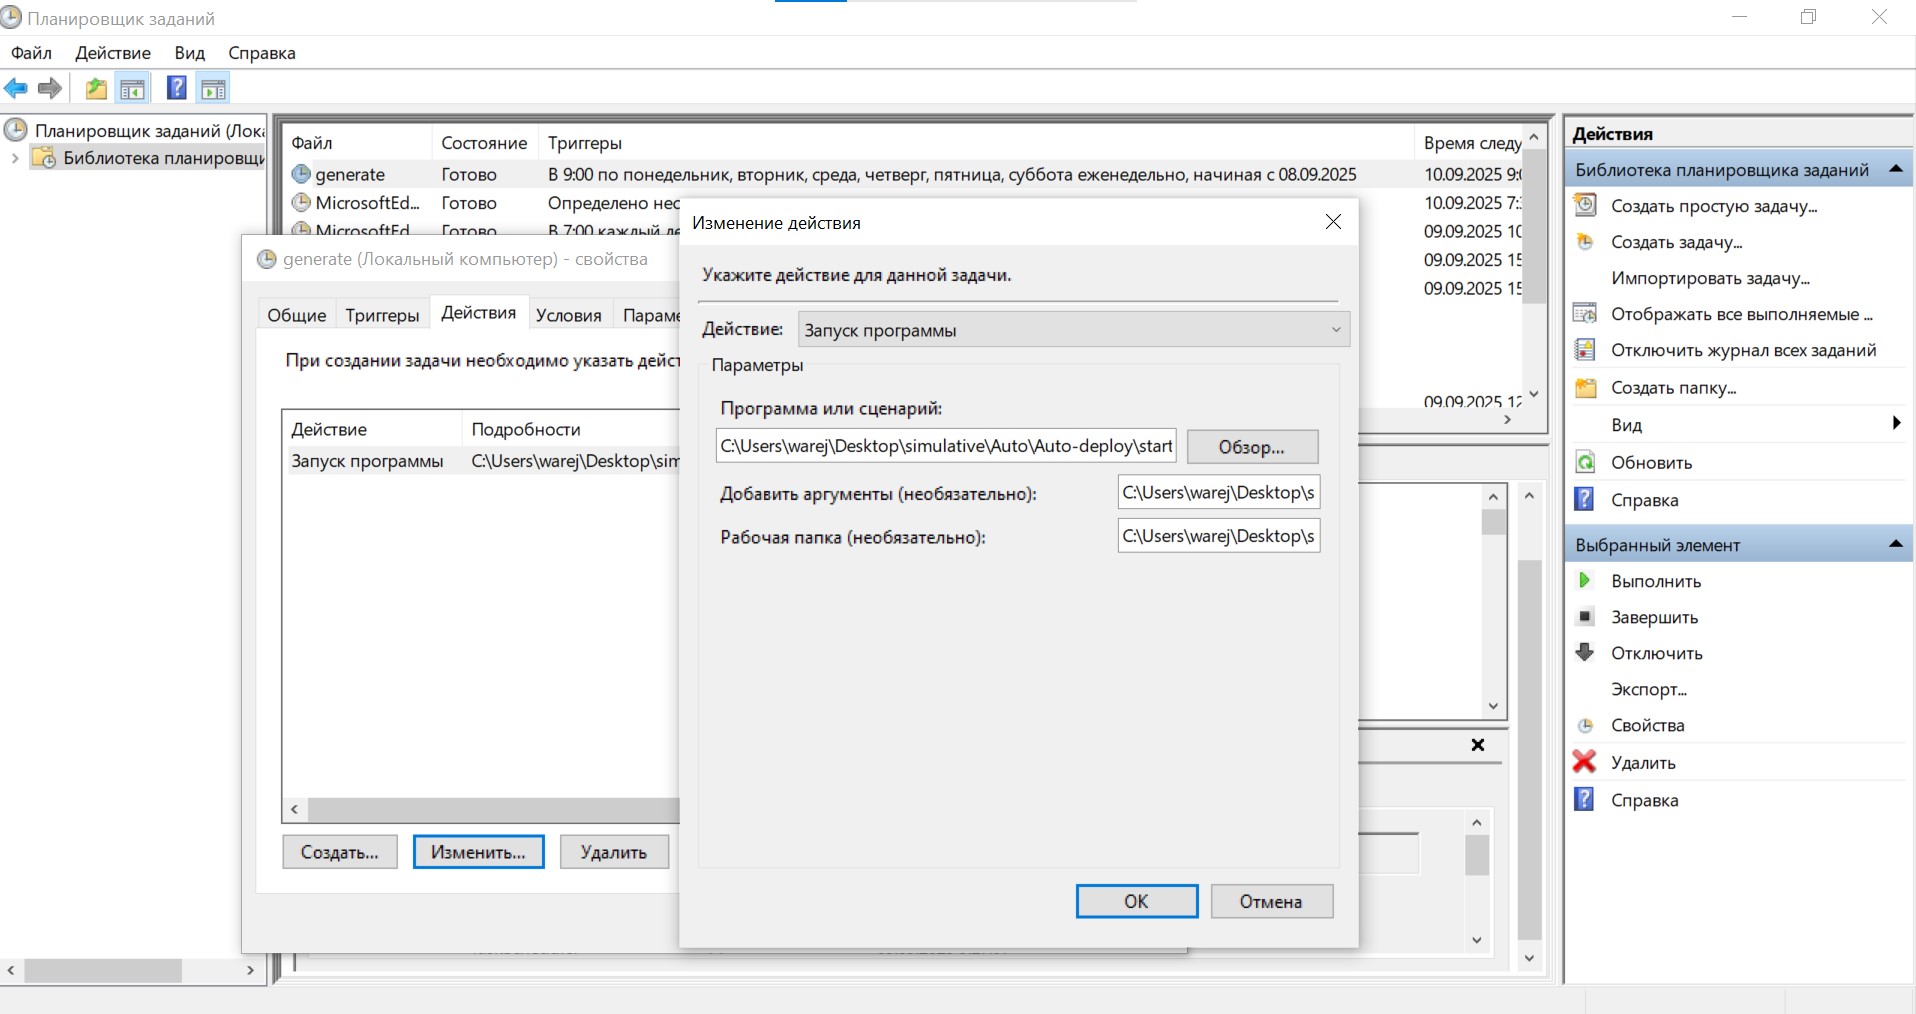 Планировщик заданий
Файл Действие Вид Справка
Планировщик заданий (Лока
Библиотека планировщи
Файл Состояние Триггеры Время следу
generate Готово В 9:00 по понедельник, вторник, среда, четверг, пятница, суббота еженедельно, начиная с 08.09.2025 10.09.2025 9:0
MicrosoftEd... Готово Определено нес 10.09.2025 7:3
MicrosoftEd Готово В 7:00 каждый де 09.09.2025 10
09.09.2025 15
09.09.2025 15
09.09.2025 12
generate (Локальный компьютер) - свойства
Общие Триггеры Действия Условия Параме
При создании задачи необходимо указать дейст
Действие Подробности
Запуск программы C:\Users\warej\Desktop\sim
Создать... Изменить... Удалить
Изменение действия
Укажите действие для данной задачи.
Действие: Запуск программы
Параметры
Программа или сценарий:
C:\Users\warej\Desktop\simulative\Auto\Auto-deploy\start Обзор...
Добавить аргументы (необязательно): C:\Users\warej\Desktop\s
Рабочая папка (необязательно): C:\Users\warej\Desktop\s
ОК Отмена
Действия
Библиотека планировщика заданий
Создать простую задачу...
Создать задачу...
Импортировать задачу...
Отображать все выполняемые ...
Отключить журнал всех заданий
Создать папку...
Вид
Обновить
Справка
Выбранный элемент
Выполнить
Завершить
Отключить
Экспорт...
Свойства
Удалить
Справка